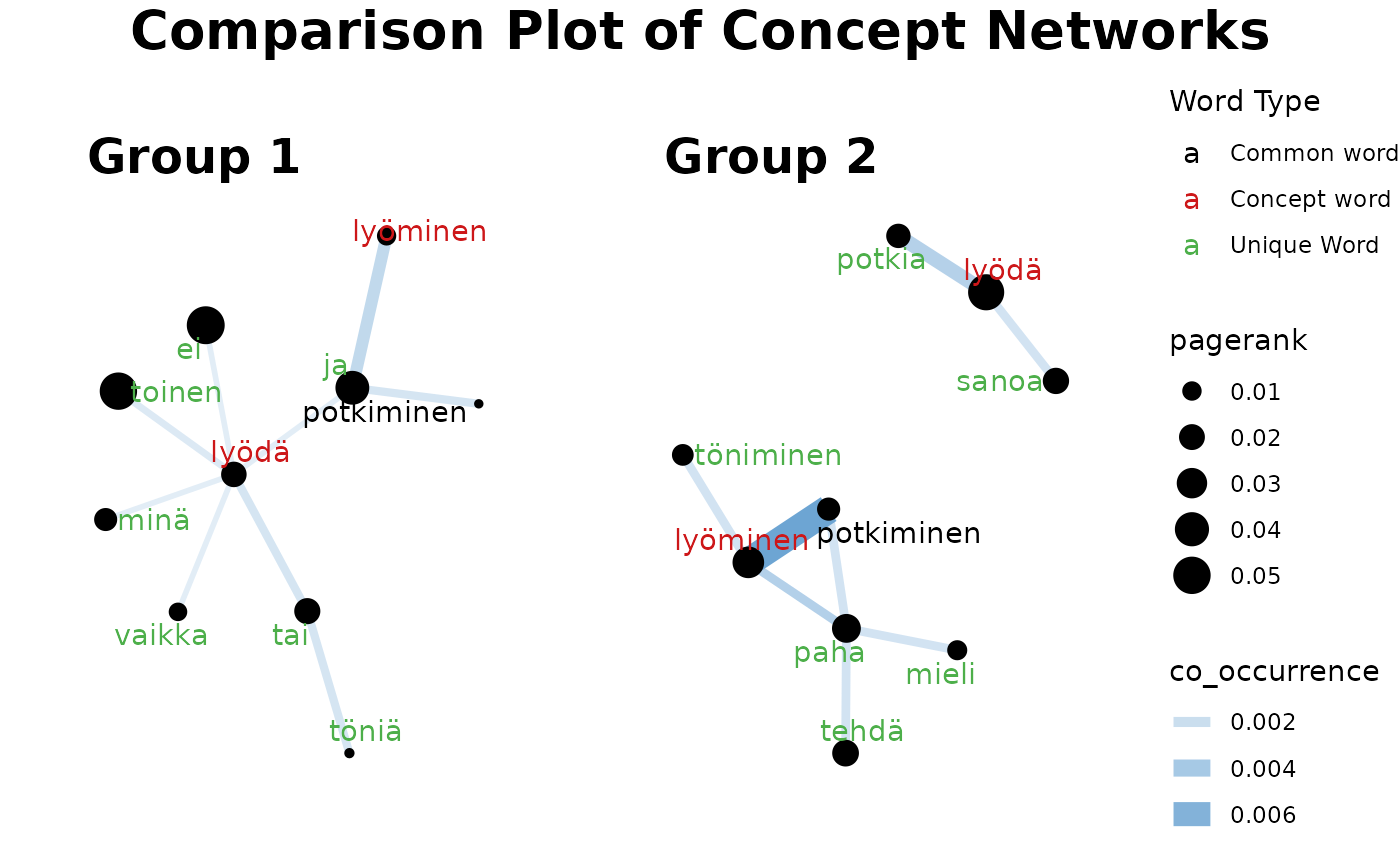 Comparison Plot of Concept Networks
Group 1
lyöminen
ei
ja
toinen
potkiminen
lyödä
minä
vaikka
tai
töniä
Group 2
potkia
lyödä
sanoa
töniminen
potkiminen
lyöminen
paha
mieli
tehdä
Word Type
a Common word
a Concept word
a Unique Word
pagerank
0.01
0.02
0.03
0.04
0.05
co_occurrence
0.002
0.004
0.006